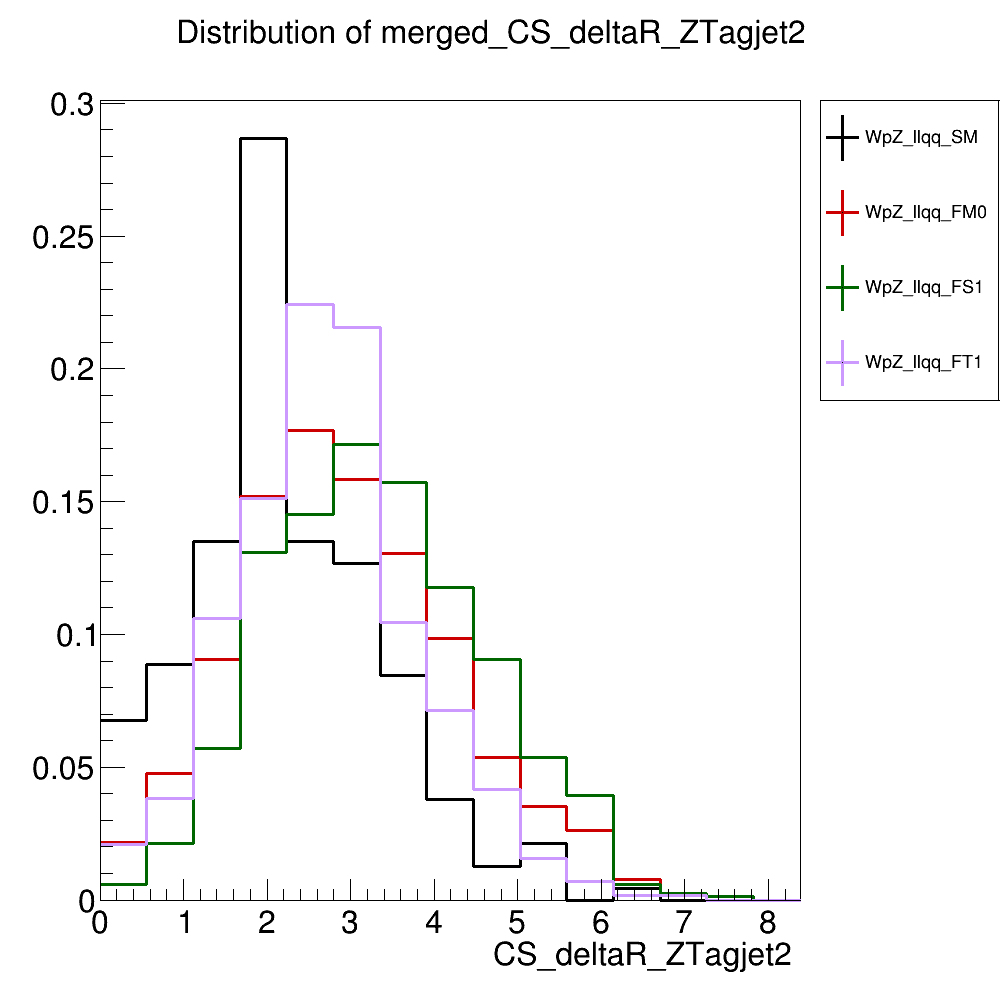 Distribution of merged_CS_deltaR_ZTagjet2
0.3
0.25
0.2
0.15
0.1
0.05
0
0 1 2 3 4 5 6 7 8
CS_deltaR_ZTagjet2
WpZ_llqq_SM
WpZ_llqq_FM0
WpZ_llqq_FS1
WpZ_llqq_FT1